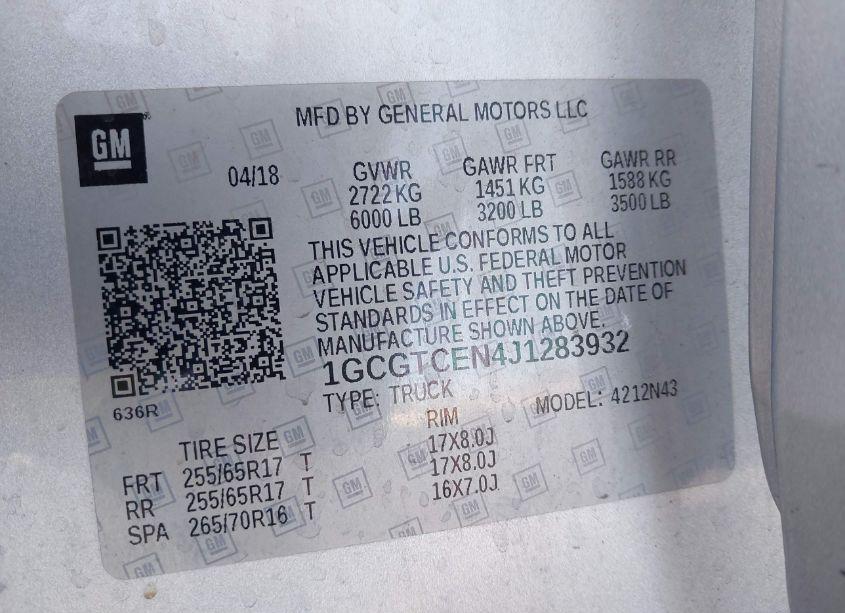 MFD BY GENERAL MOTORS LLC
GM
04/18 GVWR GAWR FRT GAWR RR
2722 KG 1451 KG 1588 KG
6000 LB 3200 LB 3500 LB
THIS VEHICLE CONFORMS TO ALL
APPLICABLE U.S. FEDERAL MOTOR
VEHICLE SAFETY AND THEFT PREVENTION
STANDARDS IN EFFECT ON THE DATE OF
MANUFACTURE SHOWN ABOVE.
1GCGTCEN4J1283932
636R
TYPE: TRUCK MODEL: 4212N43
TIRE SIZE RIM
FRT 255/65R17 T 17X8.0J
RR 255/65R17 T 17X8.0J
SPA 265/70R16 T 16X7.0J